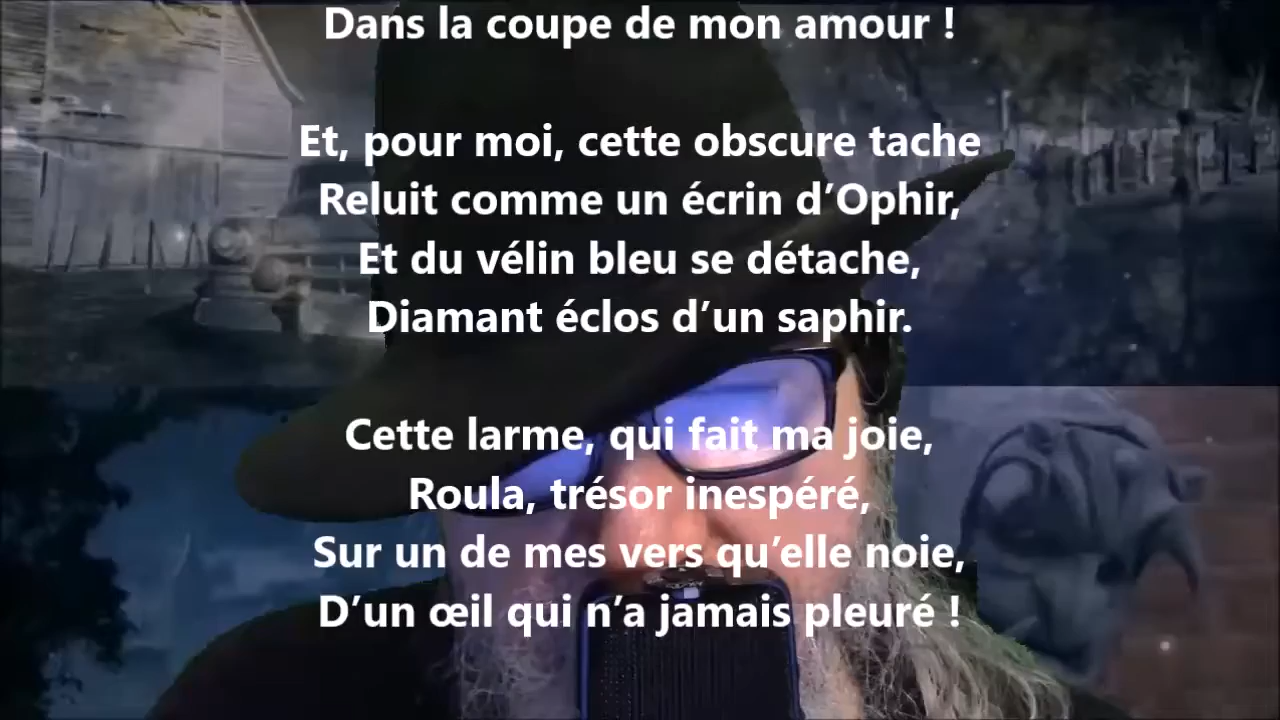 Dans la coupe de mon amour !
Et, pour moi, cette obscure tache
Reluit comme un écrin d’Ophir,
Et du vélin bleu se détache,
Diamant éclos d’un saphir.
Cette larme, qui fait ma joie,
Roula, trésor inespéré,
Sur un de mes vers qu’elle noie,
D’un œil qui n’a jamais pleuré !